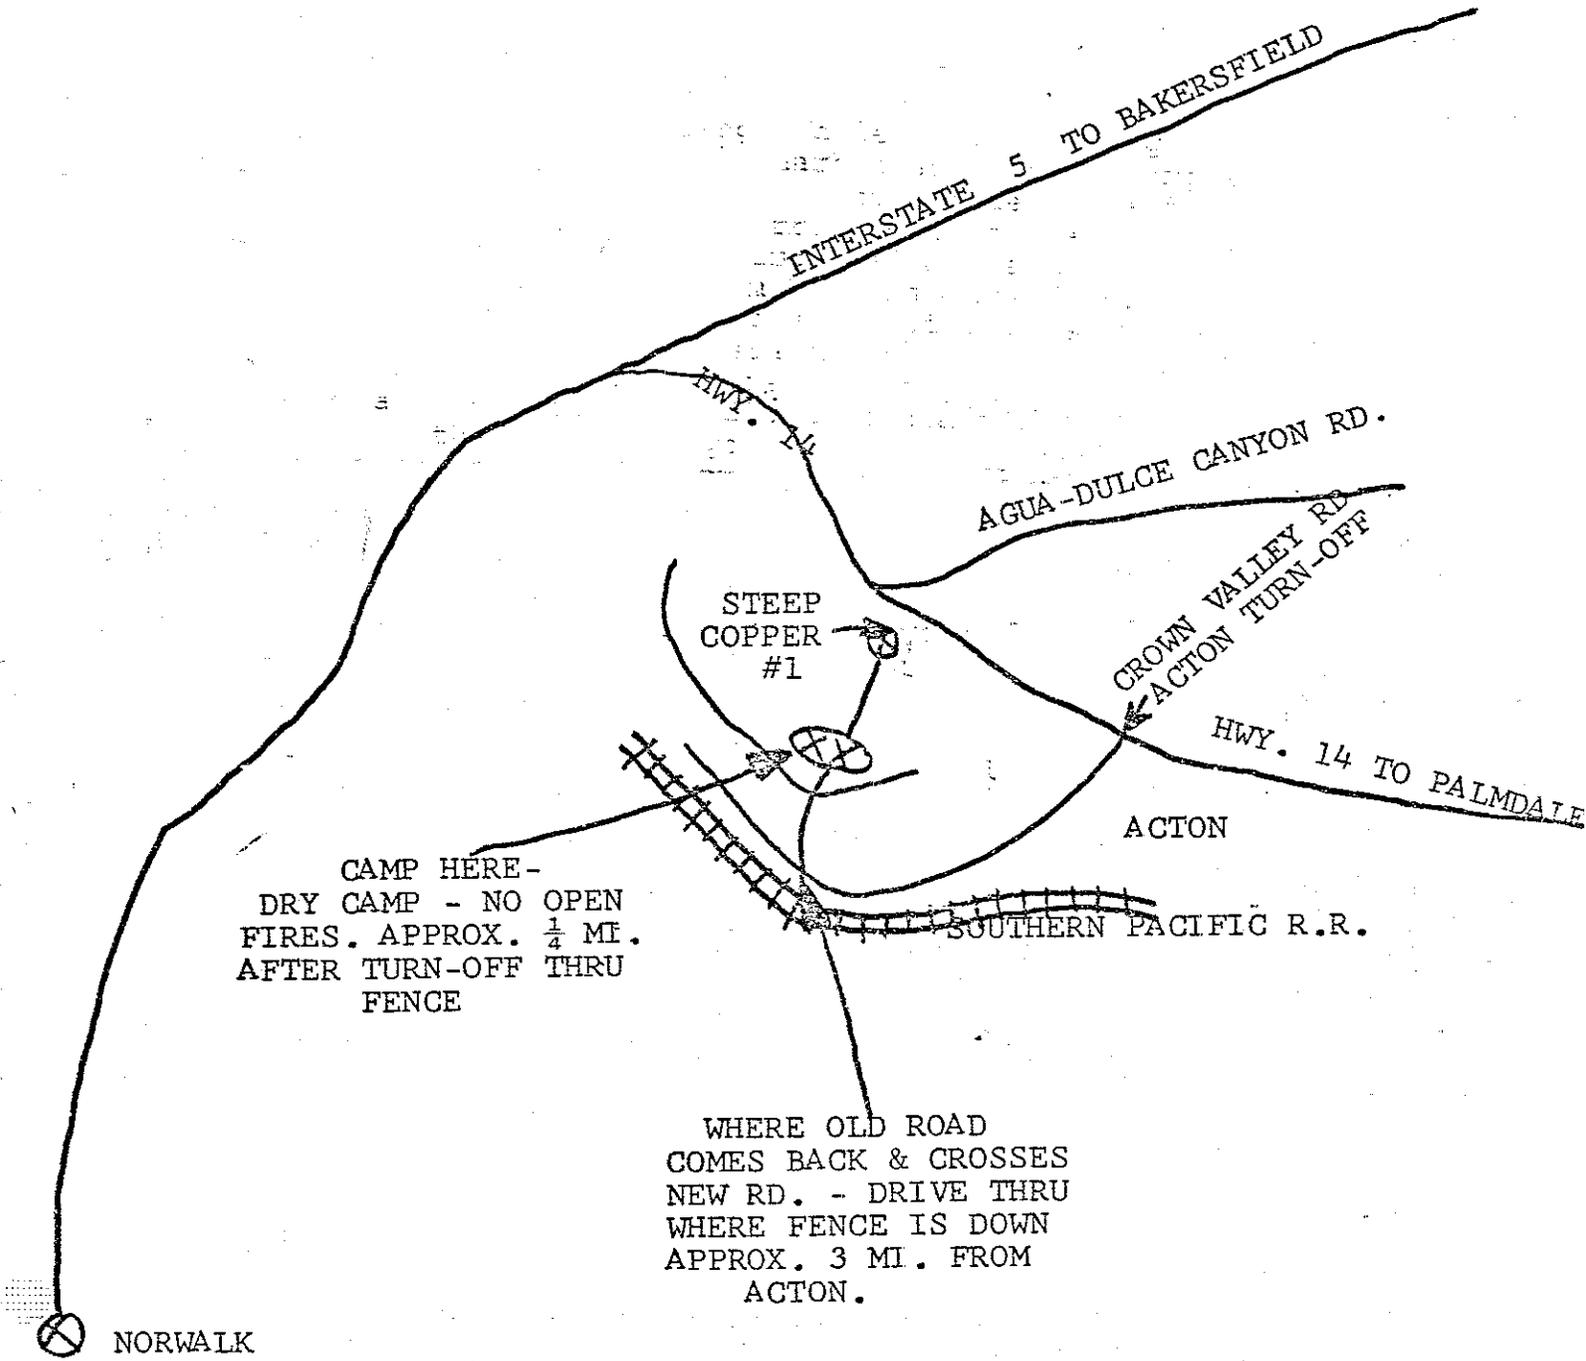 INTERSTATE 5 TO BAKERSFIELD
HWY. 14
AGUA-DULCE CANYON RD.
CROWN VALLEY RD
ACTON TURN-OFF
STEEP
COPPER
#1
HWY. 14 TO PALMDALE
ACTON
CAMP HERE-
DRY CAMP - NO OPEN
FIRES. APPROX. ¼ MI.
AFTER TURN-OFF THRU
FENCE
SOUTHERN PACIFIC R.R.
WHERE OLD ROAD
COMES BACK & CROSSES
NEW RD. - DRIVE THRU
WHERE FENCE IS DOWN
APPROX. 3 MI. FROM
ACTON.
NORWALK